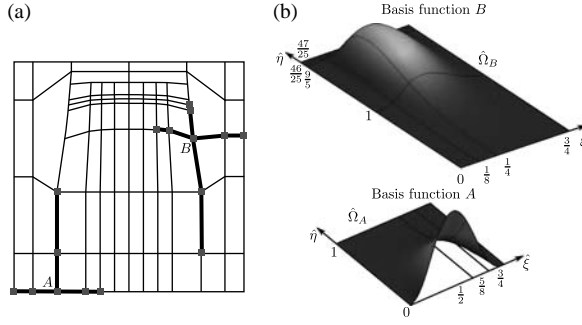 (a)
A
B
(b)
Basis function B
η̂
47/25
46/25
9/5
1
Ω̂_B
0
1/8
1/4
3/4
ξ
Basis function A
Ω̂_A
η̂
1
0
1/2
5/8
3/4
ξ̂